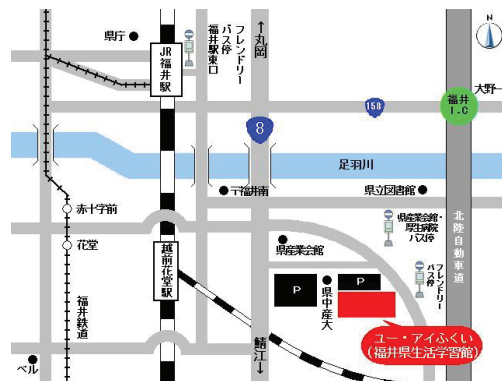 県庁
JR福井駅
フレンドリー
バス停
福井駅東口
↑丸岡
158
福井
I.C
大野→
8
足羽川
元福井南
県立図書館
赤十字前
花堂
福井鉄道
越前花堂駅
県産業会館
県産業会館・
厚生病院
バス停
フレンドリー
バス停
北陸自動車道
P
県中産大
P
ユー・アイふくい
(福井県生活学習館)
ベル
鯖江↓